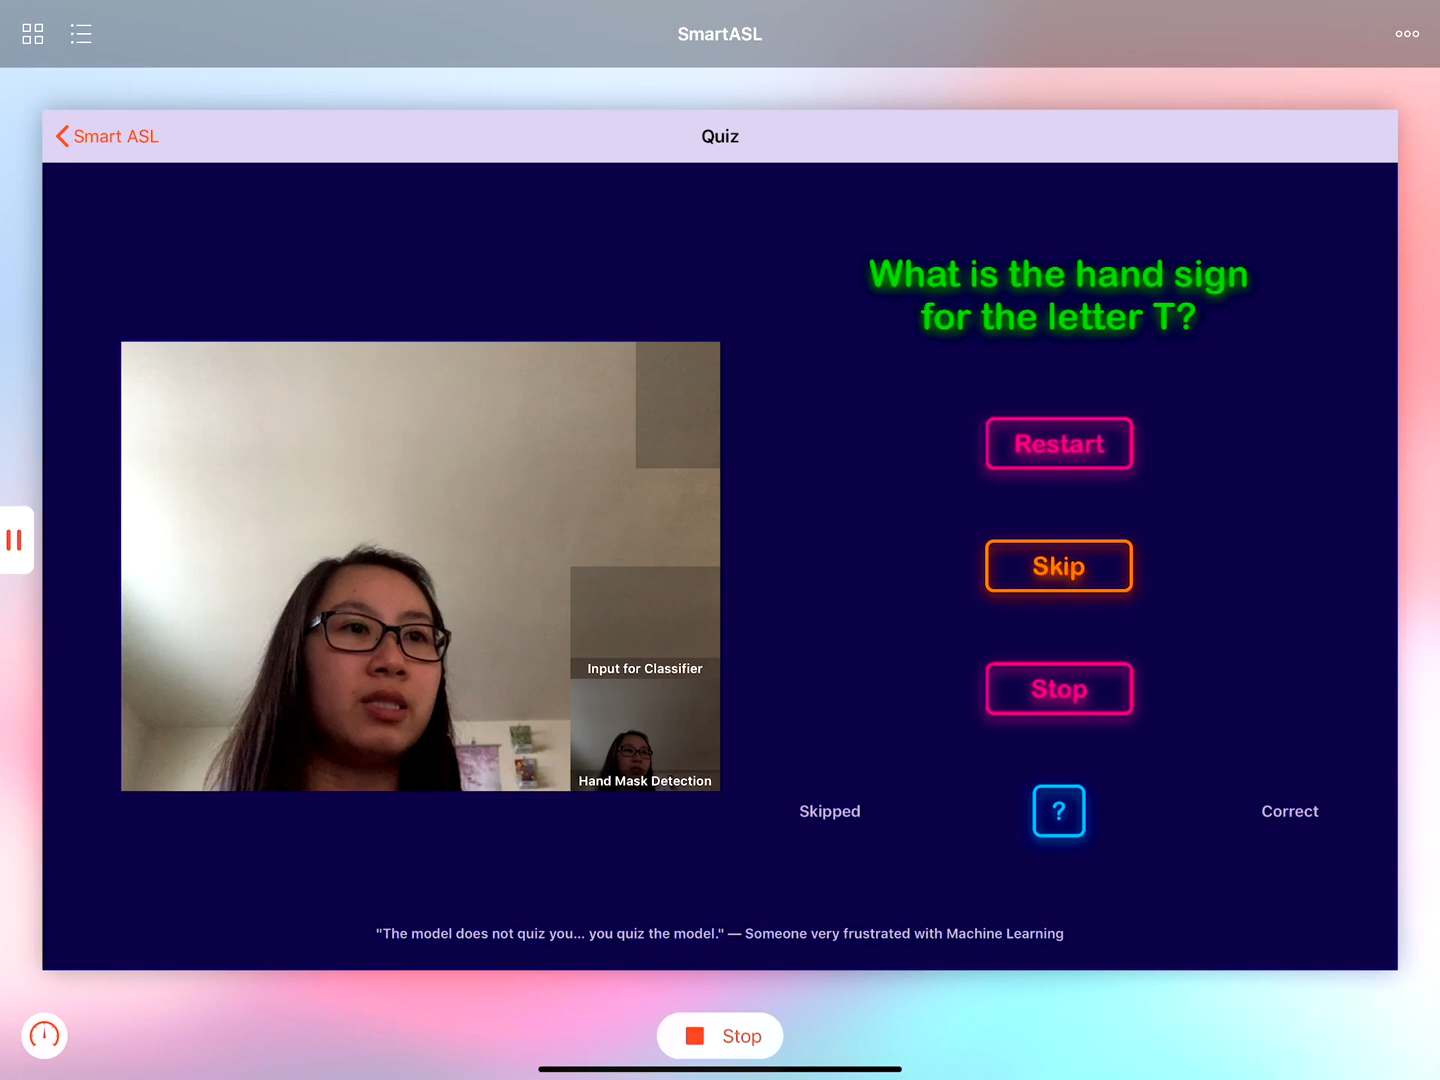 SmartASL
Smart ASL
Quiz
What is the hand sign
for the letter T?
Restart
Skip
Stop
Input for Classifier
Hand Mask Detection
Skipped
?
Correct
"The model does not quiz you... you quiz the model." — Someone very frustrated with Machine Learning
Stop